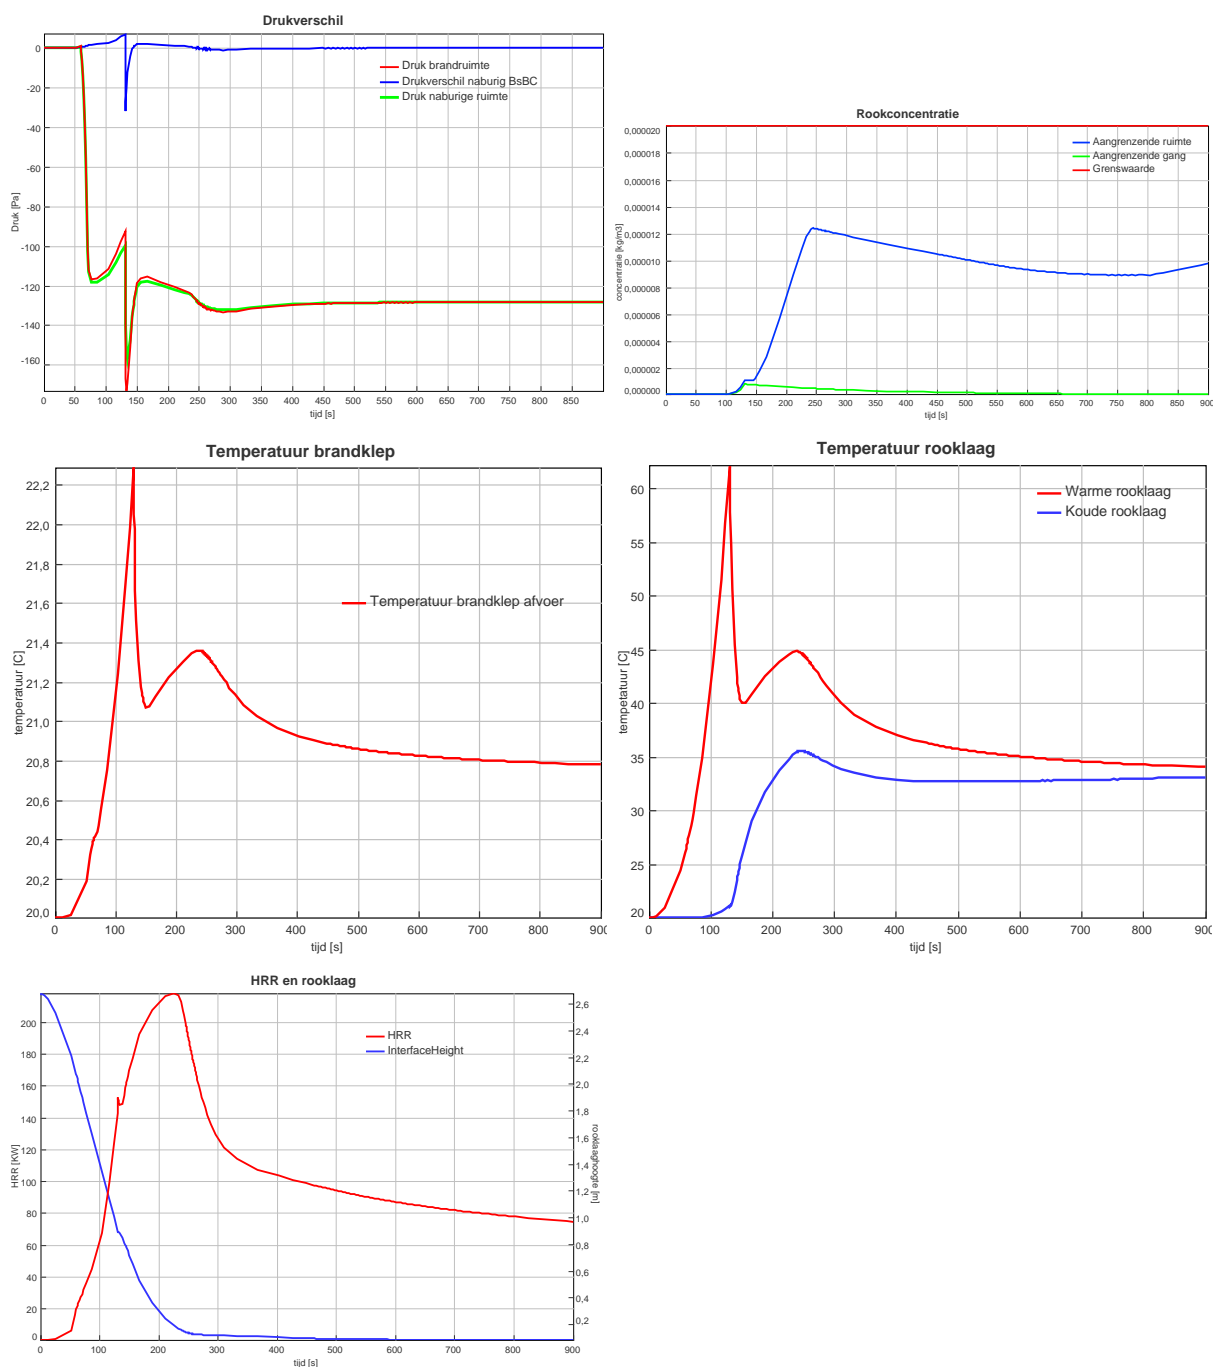 Drukverschil
Druk brandruimte
Drukverschil naburig BsBC
Druk naburige ruimte
0
-20
-40
-60
-80
-100
-120
-140
-160
Druk [Pa]
0 50 100 150 200 250 300 350 400 450 500 550 600 650 700 750 800 850
tijd [s]
Rookconcentratie
Aangrenzende ruimte
Aangrenzende gang
Grenswaarde
0,000020
0,000018
0,000016
0,000014
0,000012
0,000010
0,000008
0,000006
0,000004
0,000002
0,000000
concentratie [kg/m3]
0 50 100 150 200 250 300 350 400 450 500 550 600 650 700 750 800 850 900
tijd [s]
Temperatuur brandklep
Temperatuur brandklep afvoer
22,2
22,0
21,8
21,6
21,4
21,2
21,0
20,8
20,6
20,4
20,2
20,0
temperatuur [C]
0 100 200 300 400 500 600 700 800 900
tijd [s]
Temperatuur rooklaag
Warme rooklaag
Koude rooklaag
60
55
50
45
40
35
30
25
20
tempetatuur [C]
0 100 200 300 400 500 600 700 800 900
tijd [s]
HRR en rooklaag
HRR
InterfaceHeight
200
180
160
140
120
100
80
60
40
20
0
HRR [KW]
2,6
2,4
2,2
2,0
1,8
1,6
1,4
1,2
1,0
0,8
0,6
0,4
0,2
rooklaaghoogte [m]
0 100 200 300 400 500 600 700 800 900
tijd [s]